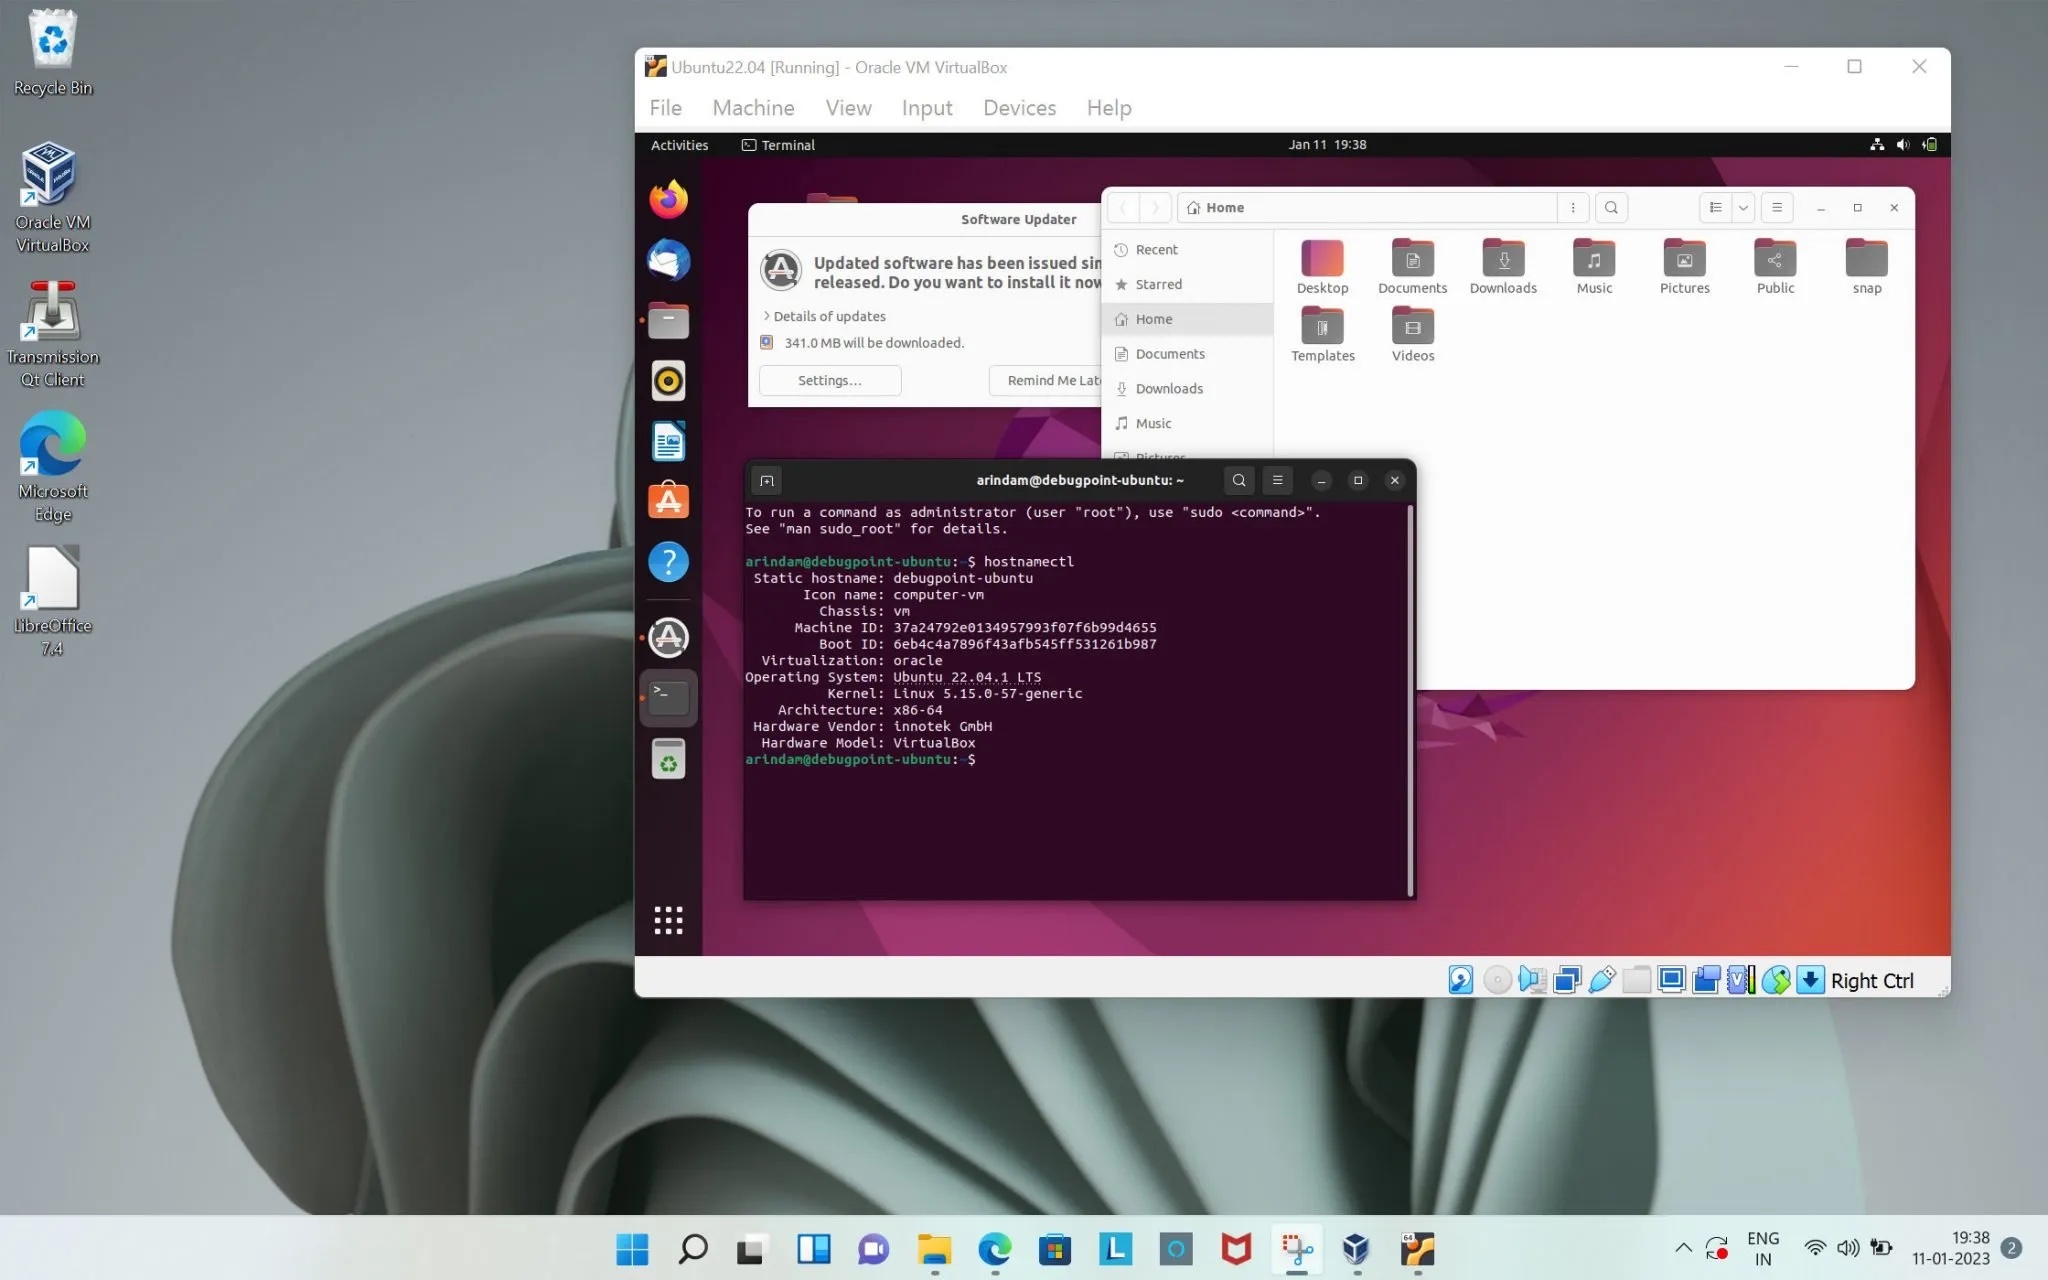 Recycle Bin
Oracle VM
VirtualBox
Transmission
Qt Client
Microsoft
Edge
LibreOffice
7.4
Ubuntu22.04 [Running] - Oracle VM VirtualBox
File Machine View Input Devices Help
Activities Terminal Jan 11 19:38
Software Updater
Updated software has been issued sin
released. Do you want to install it now
Details of updates
341.0 MB will be downloaded.
Settings... Remind Me Late
Home
Recent
Starred
Home
Documents
Downloads
Music
Pictures
Desktop Documents Downloads Music Pictures Public snap
Templates Videos
arindam@debugpoint-ubuntu: ~
To run a command as administrator (user "root"), use "sudo <command>".
See "man sudo_root" for details.
arindam@debugpoint-ubuntu:~$ hostnamectl
Static hostname: debugpoint-ubuntu
Icon name: computer-vm
Chassis: vm
Machine ID: 37a24792e0134957993f07f6b99d4655
Boot ID: 6eb4c4a7896f43afb545ff531261b987
Virtualization: oracle
Operating System: Ubuntu 22.04.1 LTS
Kernel: Linux 5.15.0-57-generic
Architecture: x86-64
Hardware Vendor: innotek GmbH
Hardware Model: VirtualBox
arindam@debugpoint-ubuntu:~$
Right Ctrl
ENG
IN
19:38
11-01-2023
2